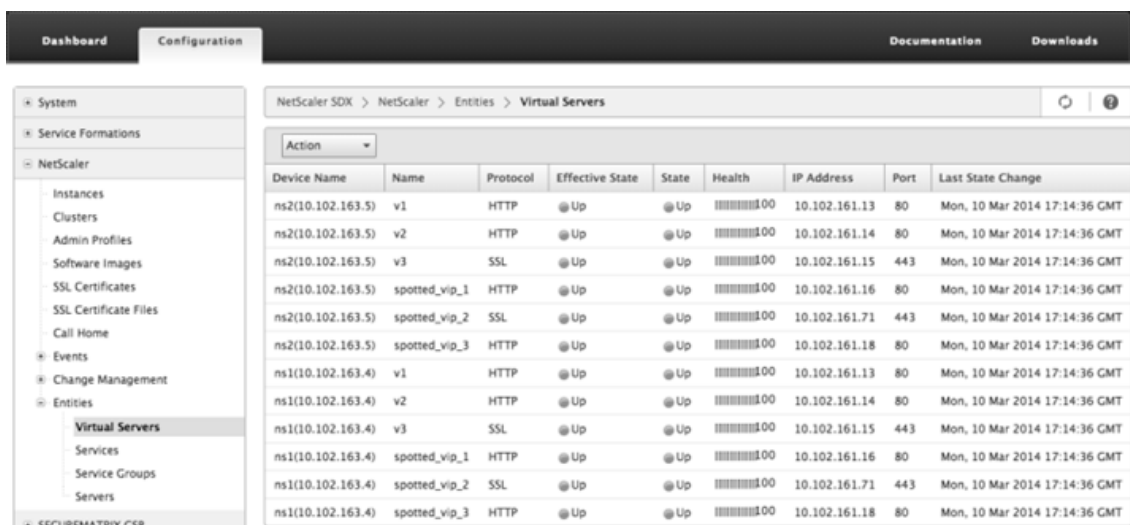 Dashboard Configuration Documentation Downloads
System
Service Formations
NetScaler
Instances
Clusters
Admin Profiles
Software Images
SSL Certificates
SSL Certificate Files
Call Home
Events
Change Management
Entities
Virtual Servers
Services
Service Groups
Servers
SECUREMATRIX GSB
NetScaler SDX > NetScaler > Entities > Virtual Servers
Action
Device Name Name Protocol Effective State State Health IP Address Port Last State Change
ns2(10.102.163.5) v1 HTTP Up Up 100 10.102.161.13 80 Mon, 10 Mar 2014 17:14:36 GMT
ns2(10.102.163.5) v2 HTTP Up Up 100 10.102.161.14 80 Mon, 10 Mar 2014 17:14:36 GMT
ns2(10.102.163.5) v3 SSL Up Up 100 10.102.161.15 443 Mon, 10 Mar 2014 17:14:36 GMT
ns2(10.102.163.5) spotted_vip_1 HTTP Up Up 100 10.102.161.16 80 Mon, 10 Mar 2014 17:14:36 GMT
ns2(10.102.163.5) spotted_vip_2 SSL Up Up 100 10.102.161.71 443 Mon, 10 Mar 2014 17:14:36 GMT
ns2(10.102.163.5) spotted_vip_3 HTTP Up Up 100 10.102.161.18 80 Mon, 10 Mar 2014 17:14:36 GMT
ns1(10.102.163.4) v1 HTTP Up Up 100 10.102.161.13 80 Mon, 10 Mar 2014 17:14:36 GMT
ns1(10.102.163.4) v2 HTTP Up Up 100 10.102.161.14 80 Mon, 10 Mar 2014 17:14:36 GMT
ns1(10.102.163.4) v3 SSL Up Up 100 10.102.161.15 443 Mon, 10 Mar 2014 17:14:36 GMT
ns1(10.102.163.4) spotted_vip_1 HTTP Up Up 100 10.102.161.16 80 Mon, 10 Mar 2014 17:14:36 GMT
ns1(10.102.163.4) spotted_vip_2 SSL Up Up 100 10.102.161.71 443 Mon, 10 Mar 2014 17:14:36 GMT
ns1(10.102.163.4) spotted_vip_3 HTTP Up Up 100 10.102.161.18 80 Mon, 10 Mar 2014 17:14:36 GMT